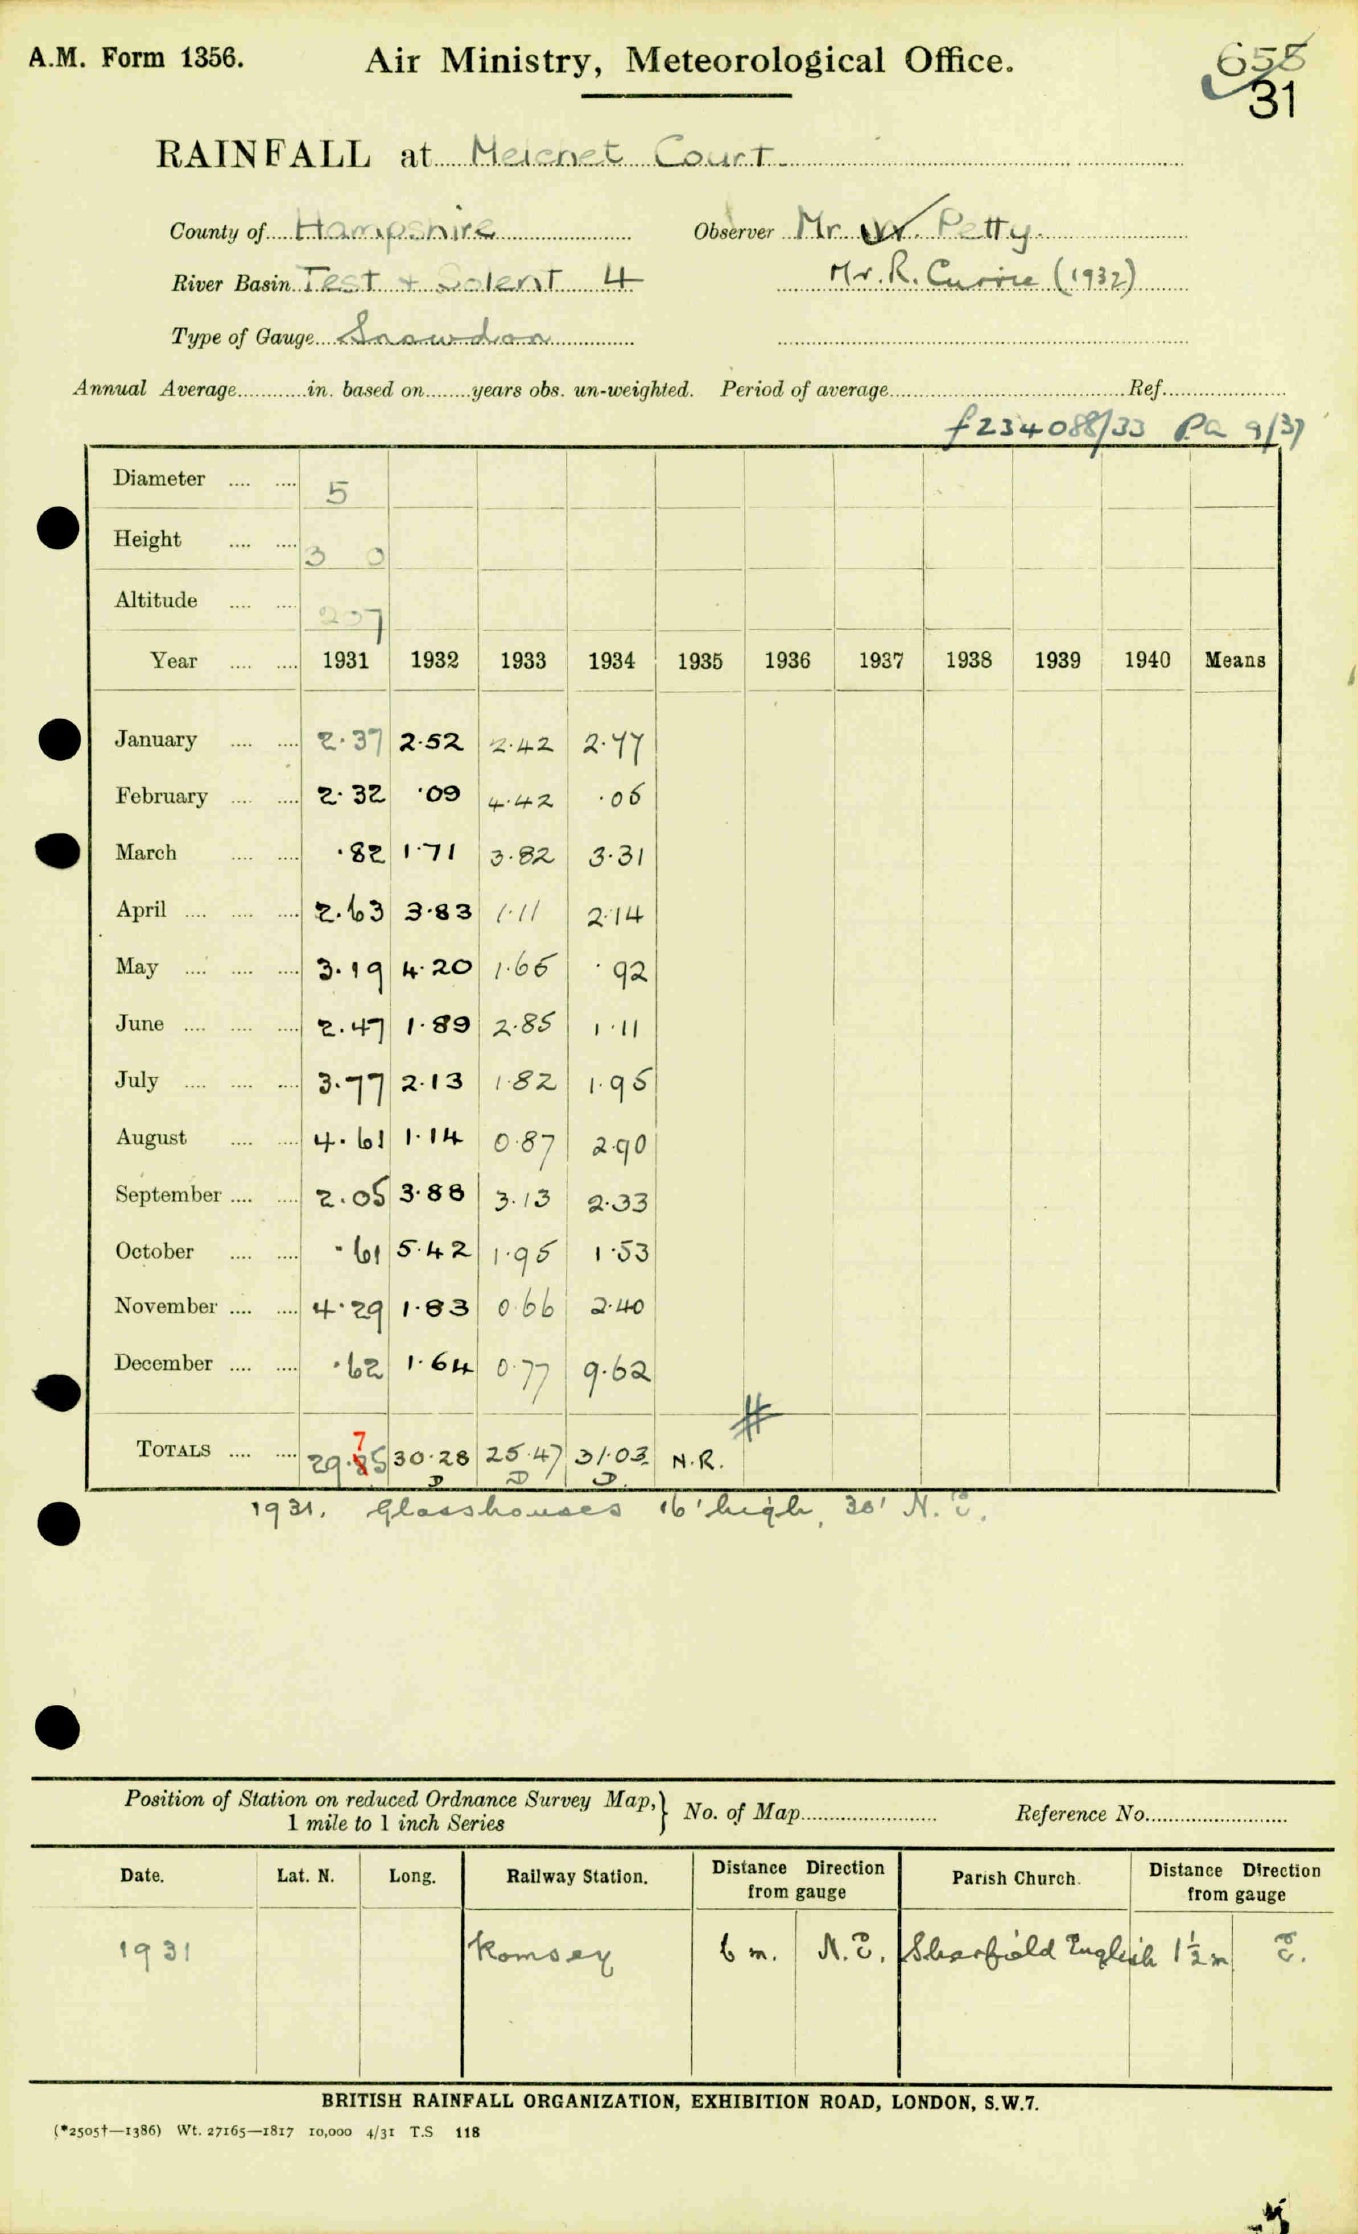 A.M. Form 1356.
Air Ministry, Meteorological Office.
658
31
RAINFALL at Melchet Court.
County of Hampshire Observer Mr. W. Petty.
River Basin Test + Solent 4 Mr. R. Currie (1932)
Type of Gauge Snowdon
Annual Average in. based on years obs. un-weighted. Period of average Ref.
f234088/33 Pa 9/37
Diameter 5
Height 3 0
Altitude 207
Year 1931 1932 1933 1934 1935 1936 1937 1938 1939 1940 Means
January 2.37 2.52 2.42 2.77
February 2.32 .09 4.42 .05
March .82 1.71 3.82 3.31
April 2.63 3.83 1.11 2.14
May 3.19 4.20 1.65 .92
June 2.47 1.89 2.85 1.11
July 3.77 2.13 1.82 1.95
August 4.61 1.14 0.87 2.90
September 2.05 3.88 3.13 2.33
October .61 5.42 1.95 1.53
November 4.29 1.83 0.66 2.40
December .62 1.64 0.77 9.62
7 #
TOTALS 29.85 30.28 25.47 31.03 N.R.
D D D
1931. Glasshouses 16' high, 30' N.E.
Position of Station on reduced Ordnance Survey Map,} No. of Map Reference No.
1 mile to 1 inch Series
Date. Lat. N. Long. Railway Station. Distance Direction from gauge Parish Church. Distance Direction from gauge
1931 Romsey 6 m. N.E. Sherfield English 1½ m E.
BRITISH RAINFALL ORGANIZATION, EXHIBITION ROAD, LONDON, S.W.7.
(*2505†—1386) Wt. 27165—1817 10,000 4/31 T.S 118